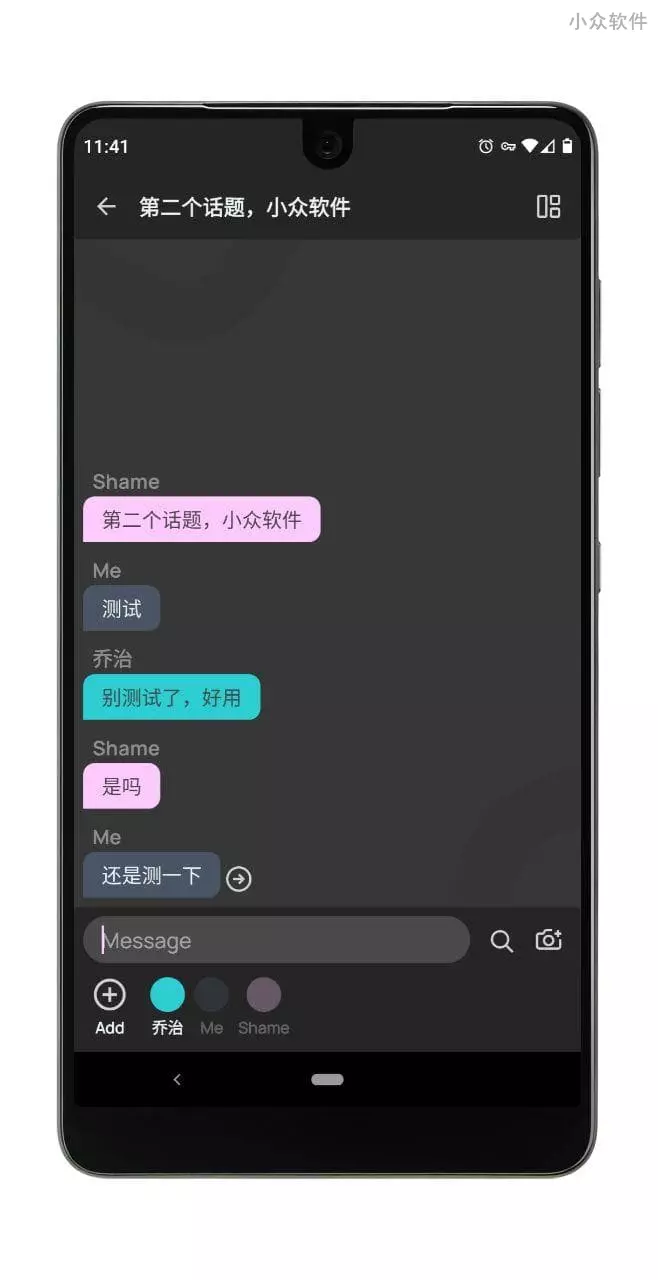 小众软件
11:41
第二个话题，小众软件
Shame
第二个话题，小众软件
Me
测试
乔治
别测试了，好用
Shame
是吗
Me
还是测一下
Message
Add 乔治 Me Shame